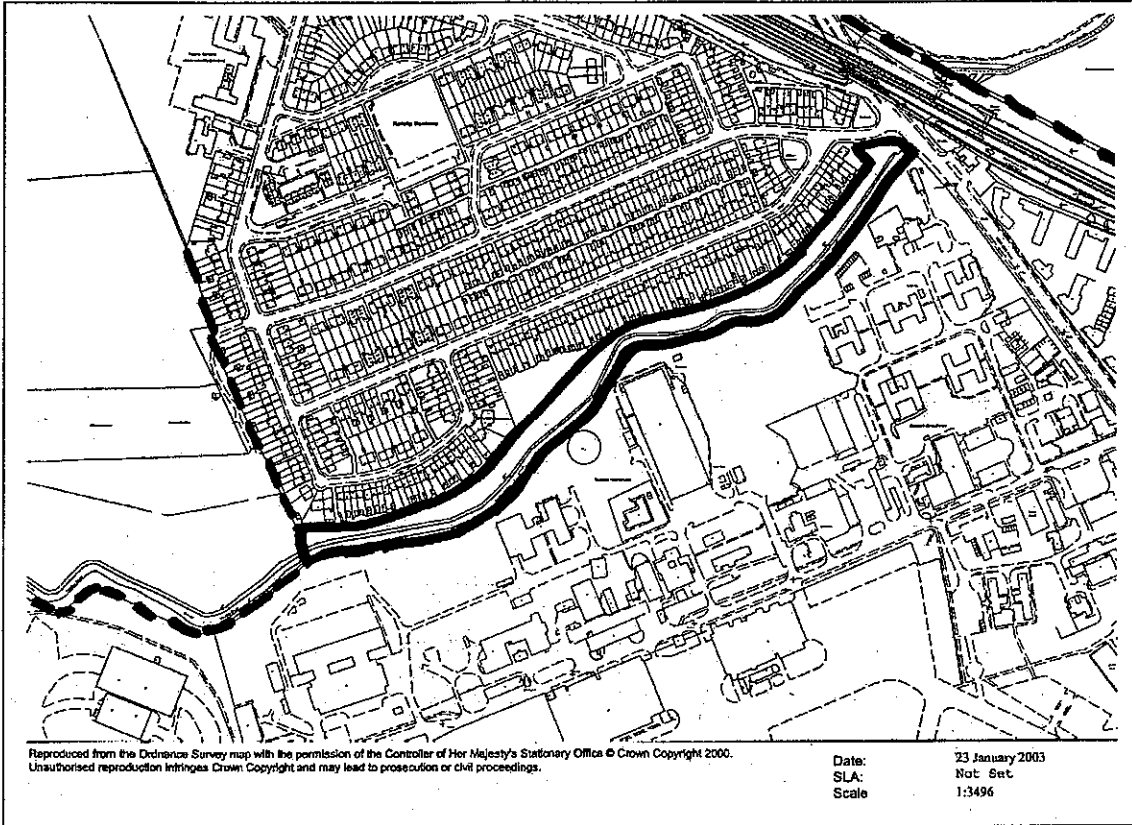 Reproduced from the Ordnance Survey map with the permission of the Controller of Her Majesty's Stationary Office © Crown Copyright 2000.
Unauthorised reproduction infringes Crown Copyright and may lead to prosecution or civil proceedings.
Date: 23 January 2003
SLA: Not Set
Scale 1:3496